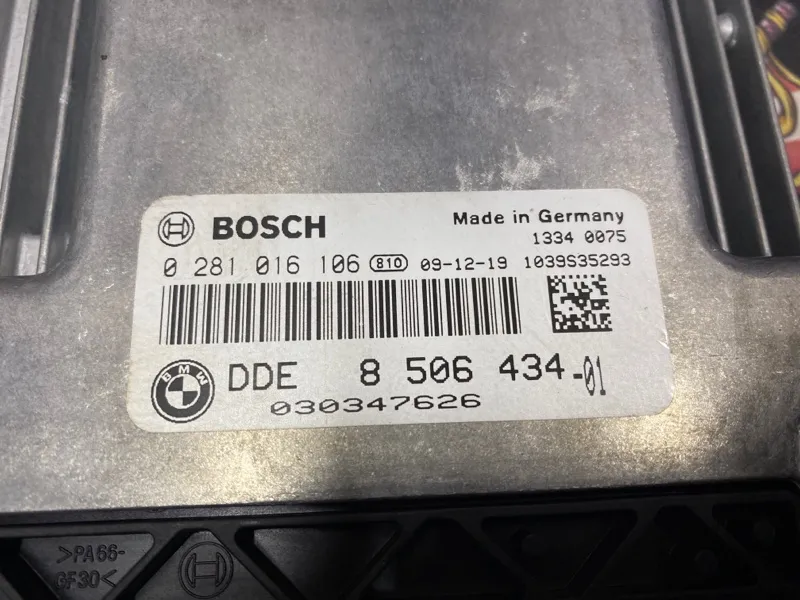 BOSCH Made in Germany
1334 0075
0 281 016 106 810 09-12-19 1039S35293
BMW DDE 8 506 434-01
030347626
>PA66-
GF30<